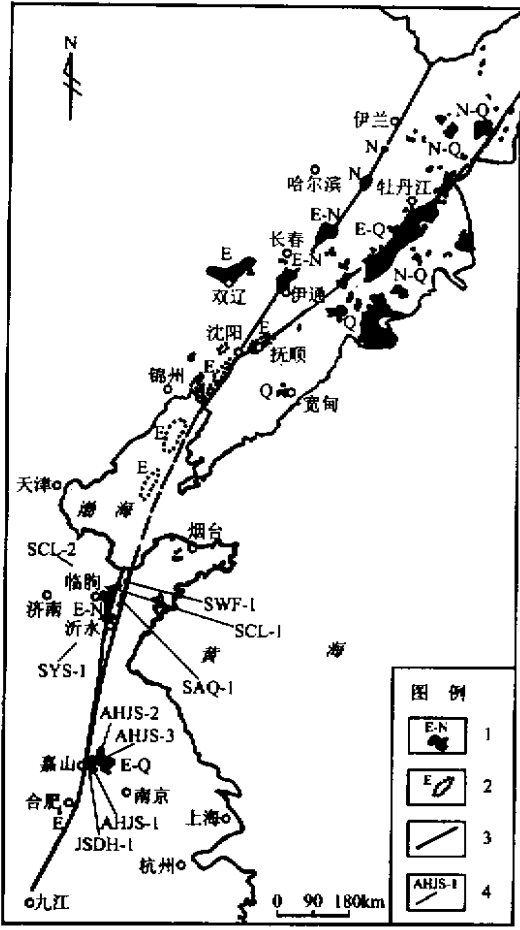 N
伊兰
N-Q
N
N-Q
哈尔滨
N
牡丹江
E-N
E-Q
长春
E
E-N
N-Q
双辽
伊通
沈阳
E
Q
抚顺
锦州
E
Q
宽甸
E
E
天津
渤 海
烟台
SCL-2
临朐
济南
E-N
SWF-1
沂水
SCL-1
黄 海
SYS-1
SAQ-1
AHJS-2
AHJS-3
嘉山
E-Q
合肥
南京
E
AHJS-1
上海
JSDH-1
杭州
九江
0 90 180km
图 例
E-N
1
E
2
3
AHJS-1
4